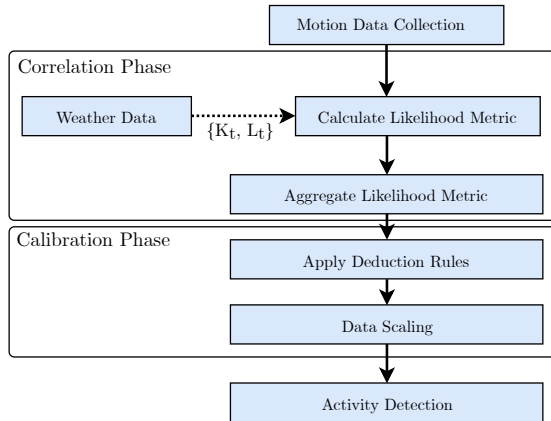 Motion Data Collection
Correlation Phase
Weather Data
{Kt, Lt}
Calculate Likelihood Metric
Aggregate Likelihood Metric
Calibration Phase
Apply Deduction Rules
Data Scaling
Activity Detection